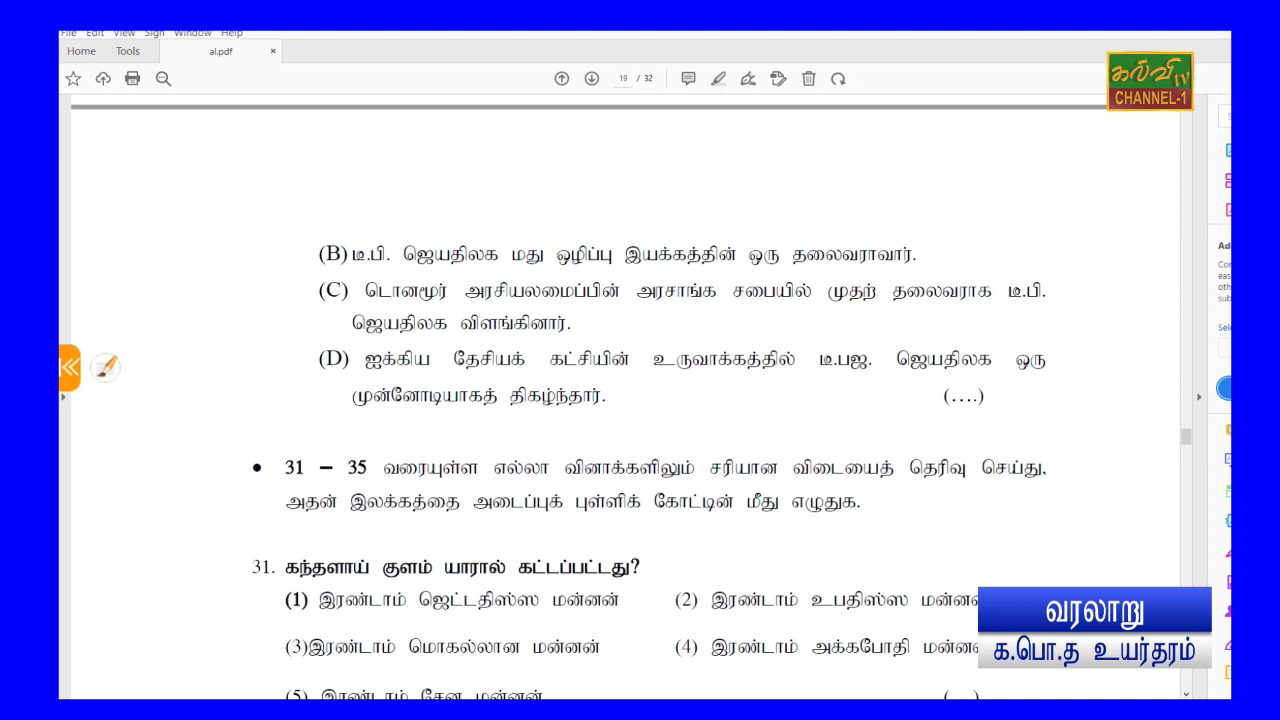 File Edit View Sign Window Help
Home Tools al.pdf ×
19 / 32
கல்வி TV
CHANNEL-1
(B) டீ.பி. ஜெயதிலக மது ஒழிப்பு இயக்கத்தின் ஒரு தலைவராவார்.
(C) டொனமூர் அரசியலமைப்பின் அரசாங்க சபையில் முதற் தலைவராக டீ.பி.
ஜெயதிலக விளங்கினார்.
(D) ஐக்கிய தேசியக் கட்சியின் உருவாக்கத்தில் டீ.பஜ. ஜெயதிலக ஒரு
முன்னோடியாகத் திகழ்ந்தார். (….)
• 31 – 35 வரையுள்ள எல்லா வினாக்களிலும் சரியான விடையைத் தெரிவு செய்து,
அதன் இலக்கத்தை அடைப்புக் புள்ளிக் கோட்டின் மீது எழுதுக.
31. கந்தளாய் குளம் யாரால் கட்டப்பட்டது?
(1) இரண்டாம் ஜெட்டதிஸ்ஸ மன்னன் (2) இரண்டாம் உபதிஸ்ஸ
(3)இரண்டாம் மொகல்லான மன்னன் (4) இரண்டாம் அக்கபோதி
(5) இரண்டாம் சேன மன்னன்
வரலாறு
க.பொ.த உயர்தரம்